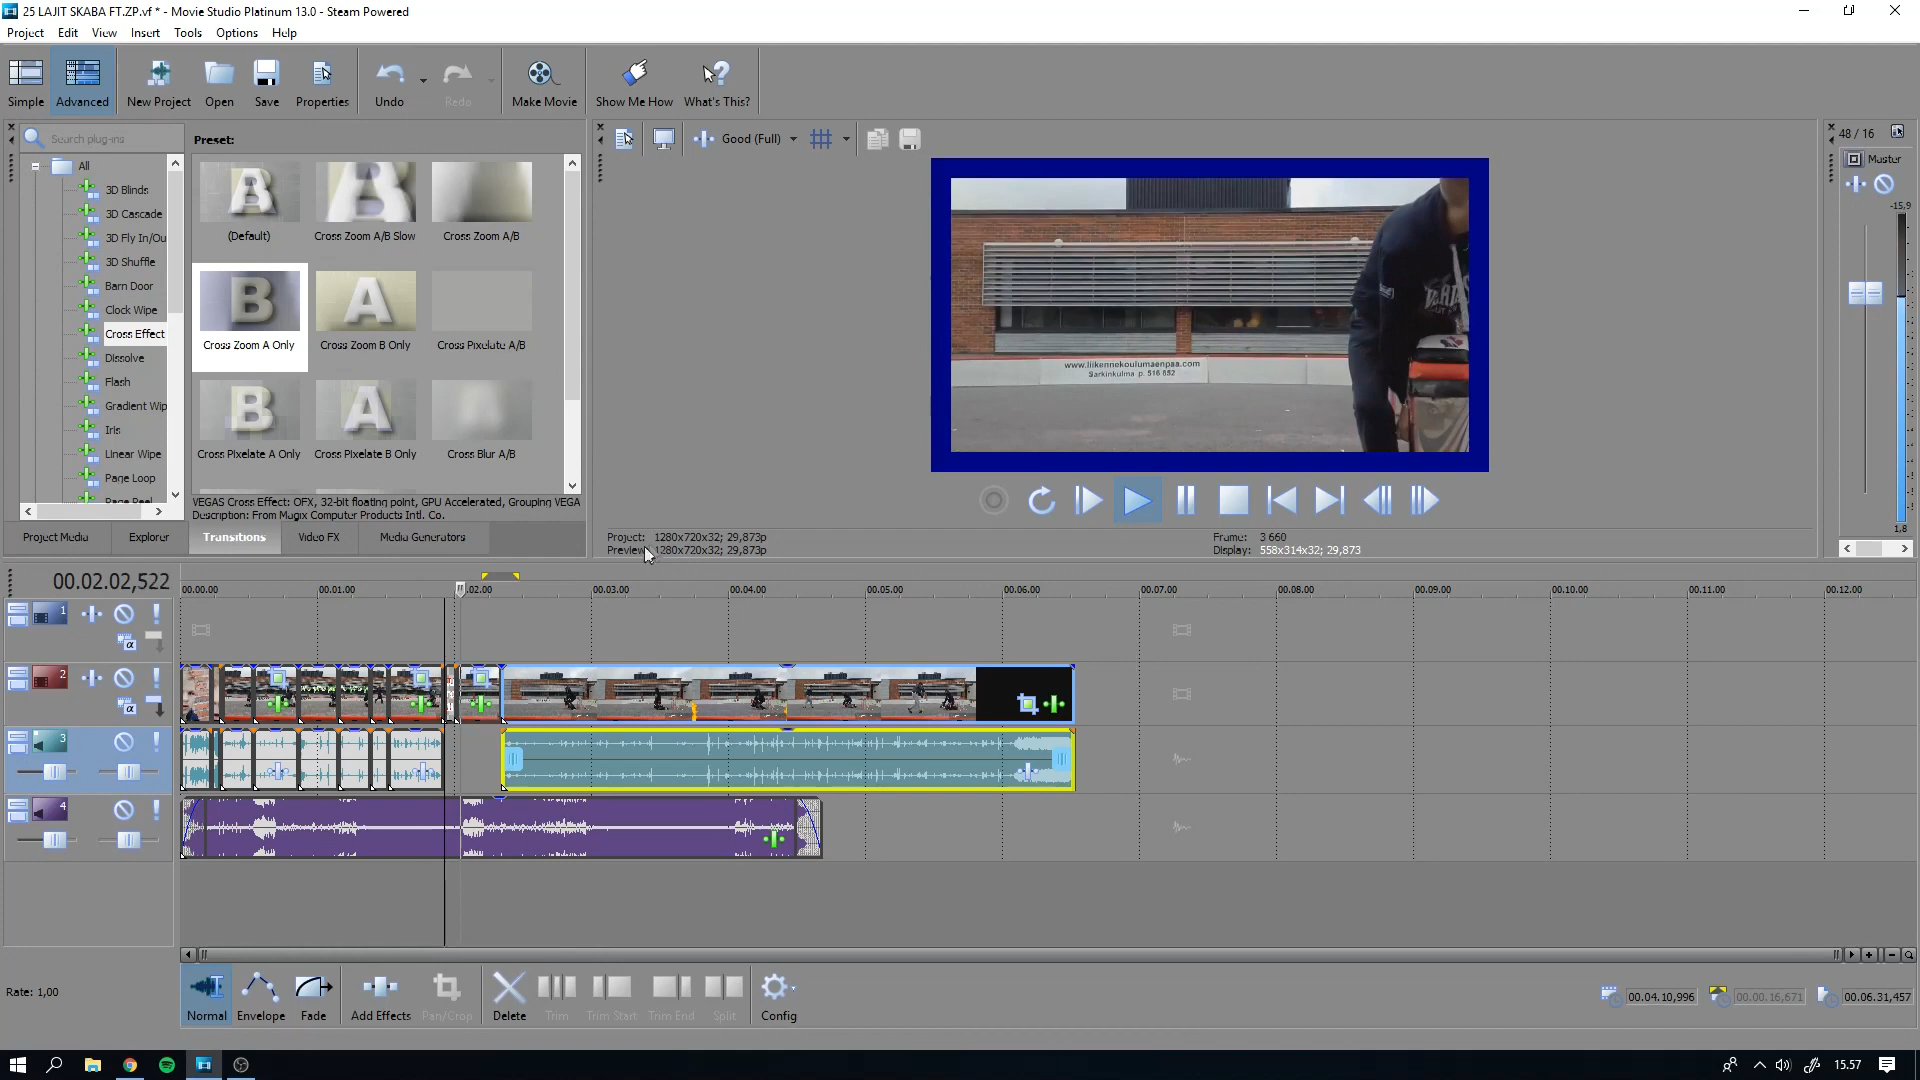 25 LAJIT SKABA FT.ZP.vf * - Movie Studio Platinum 13.0 - Steam Powered
Project Edit View Insert Tools Options Help
Simple Advanced New Project Open Save Properties Undo Redo Make Movie Show Me How What's This?
Search plug-ins
Preset:
Good (Full)
48 / 16
Master
-15,9
All
3D Blinds
3D Cascade
3D Fly In/Ou
3D Shuffle
Barn Door
Clock Wipe
Cross Effect
Dissolve
Flash
Gradient Wip
Iris
Linear Wipe
Page Loop
Page Peel
(Default) Cross Zoom A/B Slow Cross Zoom A/B
Cross Zoom A Only Cross Zoom B Only Cross Pixelate A/B
Cross Pixelate A Only Cross Pixelate B Only Cross Blur A/B
VEGAS Cross Effect: OFX, 32-bit floating point, GPU Accelerated, Grouping VEGA
Description: From Magix Computer Products Intl. Co.
www.liikennekoulumaenpaa.com
Sarkinkulma p. 516 652
1,8
Project Media Explorer Transitions Video FX Media Generators
Project: 1280x720x32; 29,873p
Preview: 1280x720x32; 29,873p
Frame: 3 660
Display: 558x314x32; 29,873
00.02.02,522
00.00.00 00.01.00 :02.00 00.03.00 00.04.00 00.05.00 00.06.00 00.07.00 00.08.00 00.09.00 00.10.00 00.11.00 00.12.00
1
2
3
4
Rate: 1,00
Normal Envelope Fade Add Effects Pan/Crop Delete Trim Trim Start Trim End Split Config
00.04.10,996 00.00.16,671 00.06.31,457
15.57